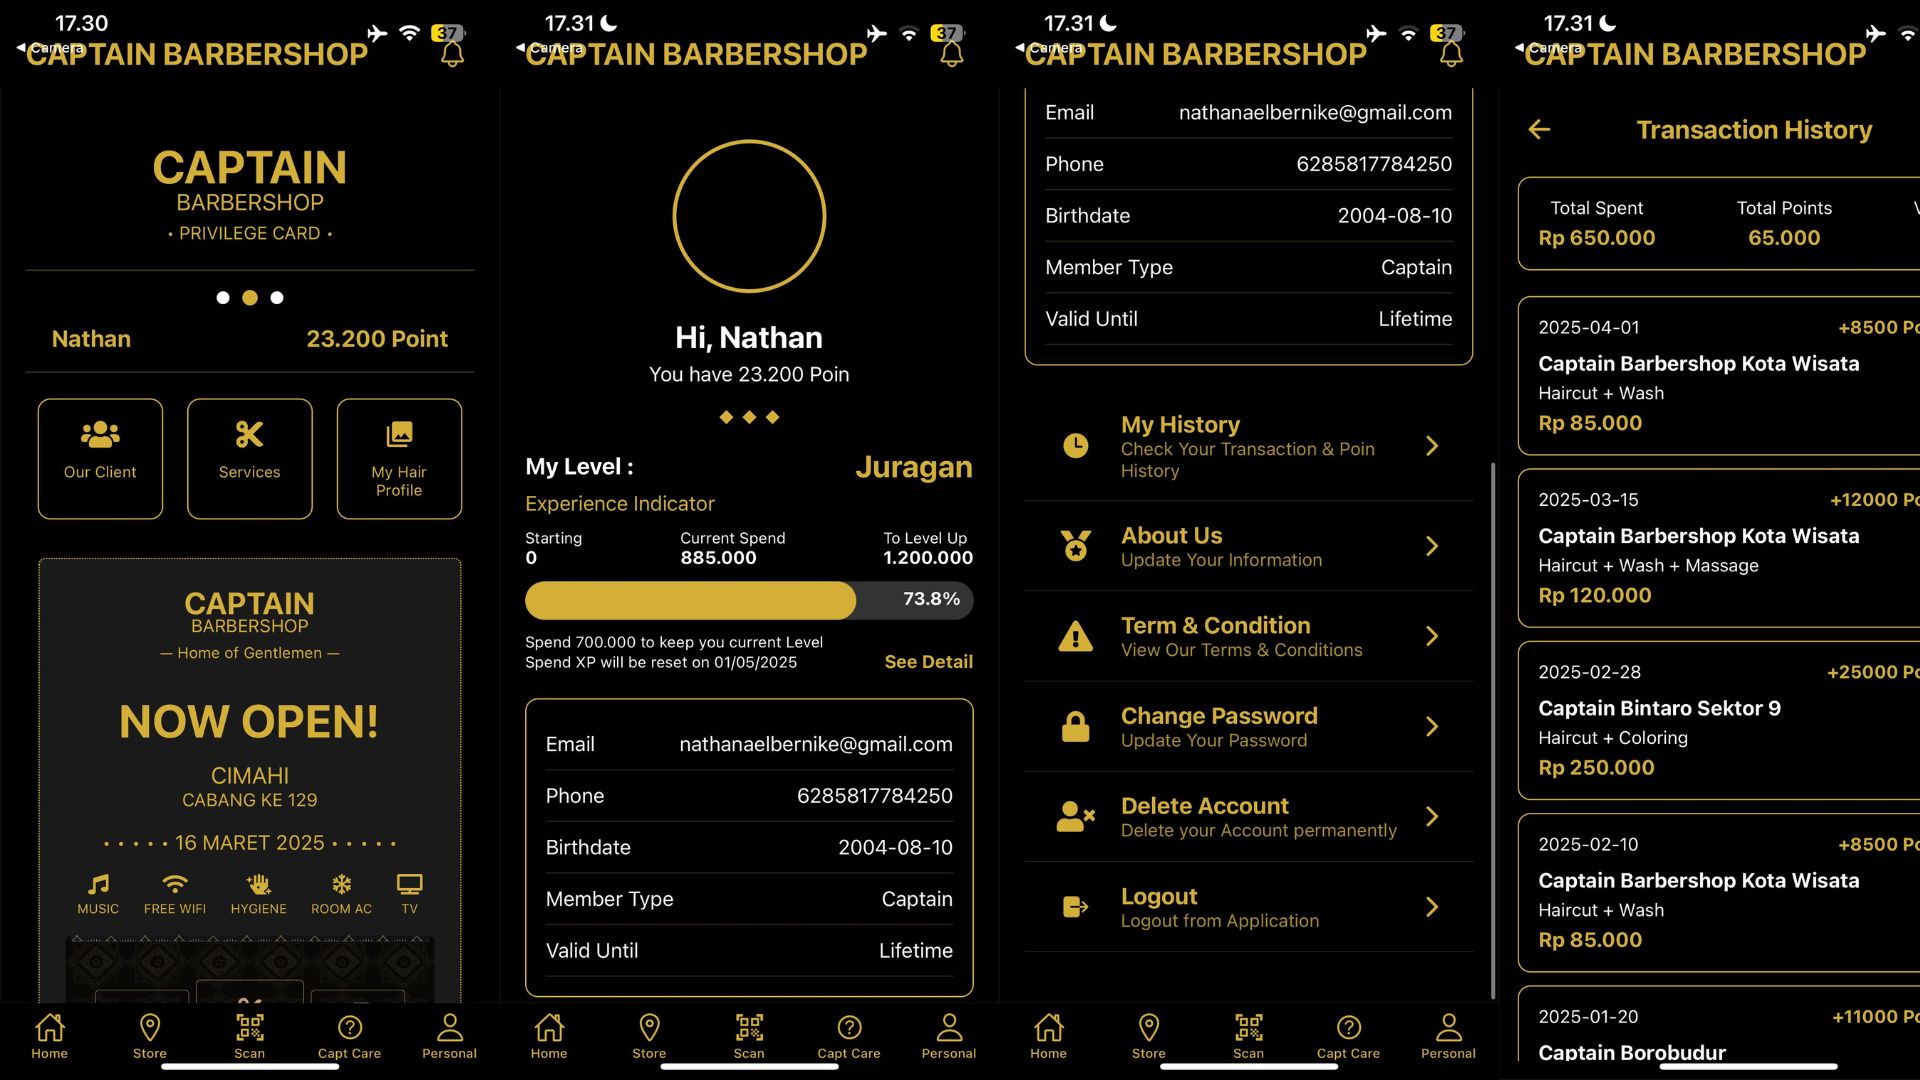 17.30
37
◄ Camera
CAPTAIN BARBERSHOP
CAPTAIN
BARBERSHOP
• PRIVILEGE CARD •
Nathan
23.200 Point
Our Client
Services
My Hair
Profile
CAPTAIN
BARBERSHOP
— Home of Gentlemen —
NOW OPEN!
CIMAHI
CABANG KE 129
• • • • • 16 MARET 2025 • • • • •
MUSIC
FREE WIFI
HYGIENE
ROOM AC
TV
Home
Store
Scan
Capt Care
Personal
17.31
37
◄ Camera
CAPTAIN BARBERSHOP
Hi, Nathan
You have 23.200 Poin
My Level :
Juragan
Experience Indicator
Starting
Current Spend
To Level Up
0
885.000
1.200.000
73.8%
Spend 700.000 to keep you current Level
Spend XP will be reset on 01/05/2025
See Detail
Email
nathanaelbernike@gmail.com
Phone
6285817784250
Birthdate
2004-08-10
Member Type
Captain
Valid Until
Lifetime
Home
Store
Scan
Capt Care
Personal
17.31
37
◄ Camera
CAPTAIN BARBERSHOP
Email
nathanaelbernike@gmail.com
Phone
6285817784250
Birthdate
2004-08-10
Member Type
Captain
Valid Until
Lifetime
My History
Check Your Transaction & Poin
History
About Us
Update Your Information
Term & Condition
View Our Terms & Conditions
Change Password
Update Your Password
Delete Account
Delete your Account permanently
Logout
Logout from Application
Home
Store
Scan
Capt Care
Personal
17.31
◄ Camera
CAPTAIN BARBERSHOP
Transaction History
Total Spent
Total Points
Rp 650.000
65.000
2025-04-01
+8500
Captain Barbershop Kota Wisata
Haircut + Wash
Rp 85.000
2025-03-15
+12000
Captain Barbershop Kota Wisata
Haircut + Wash + Massage
Rp 120.000
2025-02-28
+25000
Captain Bintaro Sektor 9
Haircut + Coloring
Rp 250.000
2025-02-10
+8500
Captain Barbershop Kota Wisata
Haircut + Wash
Rp 85.000
2025-01-20
+11000
Captain Borobudur